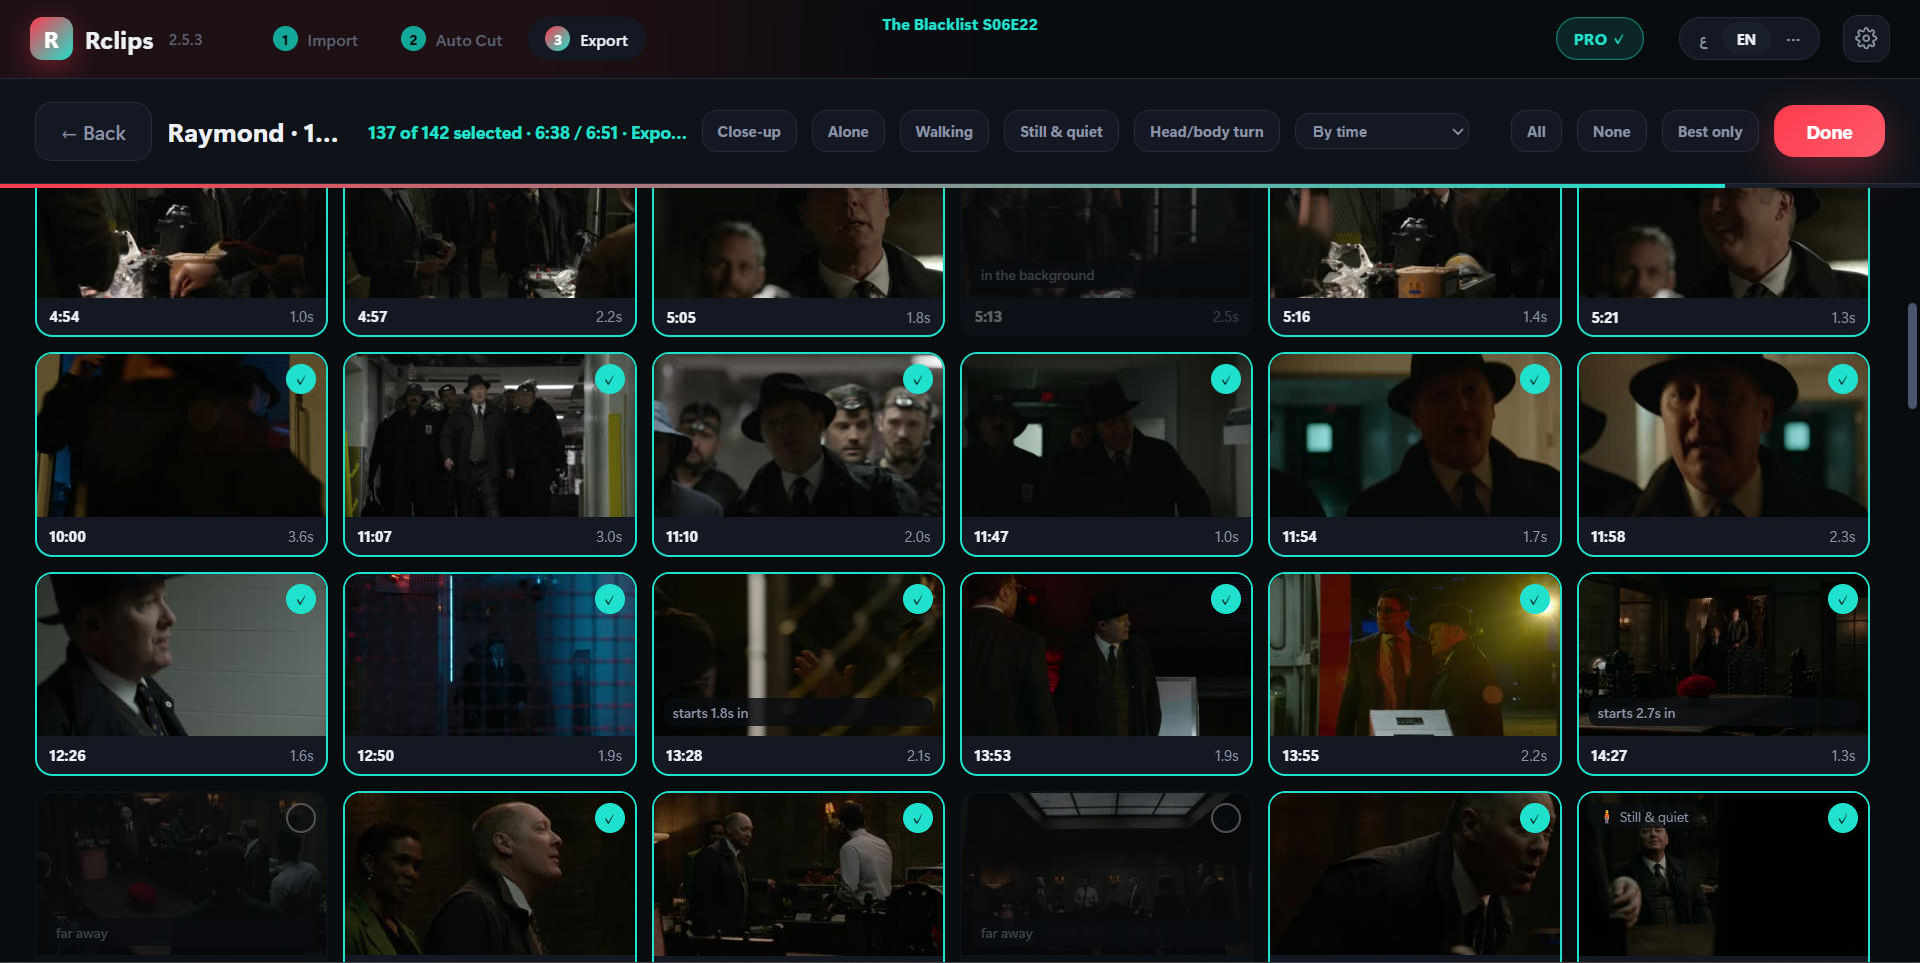 R Rclips 2.5.3 1 Import 2 Auto Cut 3 Export The Blacklist S06E22 PRO ✓ ع EN ···
← Back Raymond · 1... 137 of 142 selected · 6:38 / 6:51 · Expo... Close-up Alone Walking Still & quiet Head/body turn By time All None Best only Done
in the background
4:54 1.0s 4:57 2.2s 5:05 1.8s 5:13 2.5s 5:16 1.4s 5:21 1.3s
10:00 3.6s 11:07 3.0s 11:10 2.0s 11:47 1.0s 11:54 1.7s 11:58 2.3s
starts 1.8s in starts 2.7s in
12:26 1.6s 12:50 1.9s 13:28 2.1s 13:53 1.9s 13:55 2.2s 14:27 1.3s
Still & quiet
far away far away